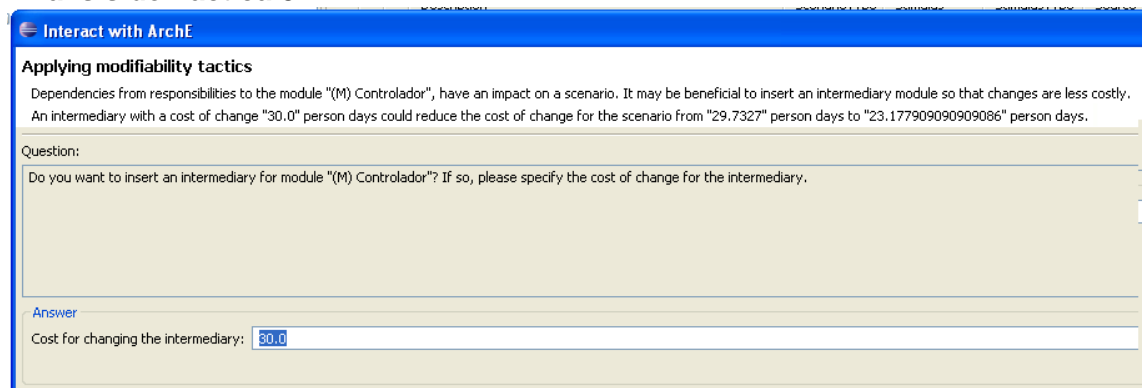 Interact with ArchE
Applying modifiability tactics
Dependencies from responsibilities to the module "(M) Controlador", have an impact on a scenario. It may be beneficial to insert an intermediary module so that changes are less costly.
An intermediary with a cost of change "30.0" person days could reduce the cost of change for the scenario from "29.7327" person days to "23.177909090909086" person days.
Question:
Do you want to insert an intermediary for module "(M) Controlador"? If so, please specify the cost of change for the intermediary.
Answer
Cost for changing the intermediary: 30.0